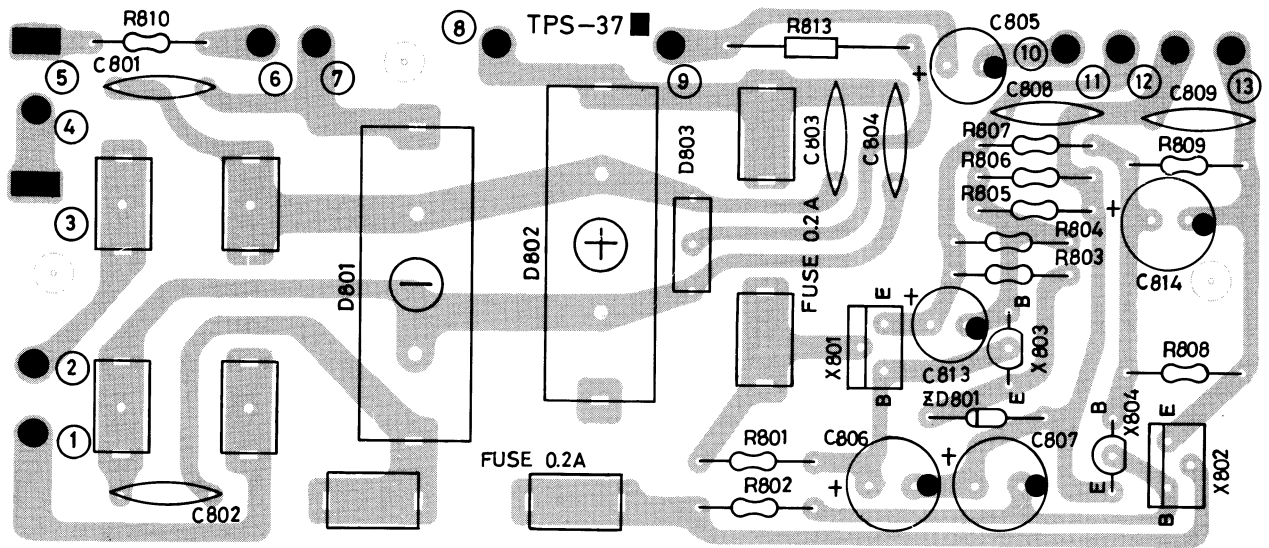 R810
8
TPS-37
R813
C805
10
5
C801
6
7
9
11
12
13
4
C808
C809
D803
C803
C804
R807
R806
R805
R809
3
R804
R803
D801
D802
FUSE 0.2A
C814
+
+
+
+
+
−
+
E
B
X801
B
C813
X803
E
2
R808
ZD801
1
B
X804
E
E
X802
B
FUSE 0.2A
R801
R802
C806
C807
C802